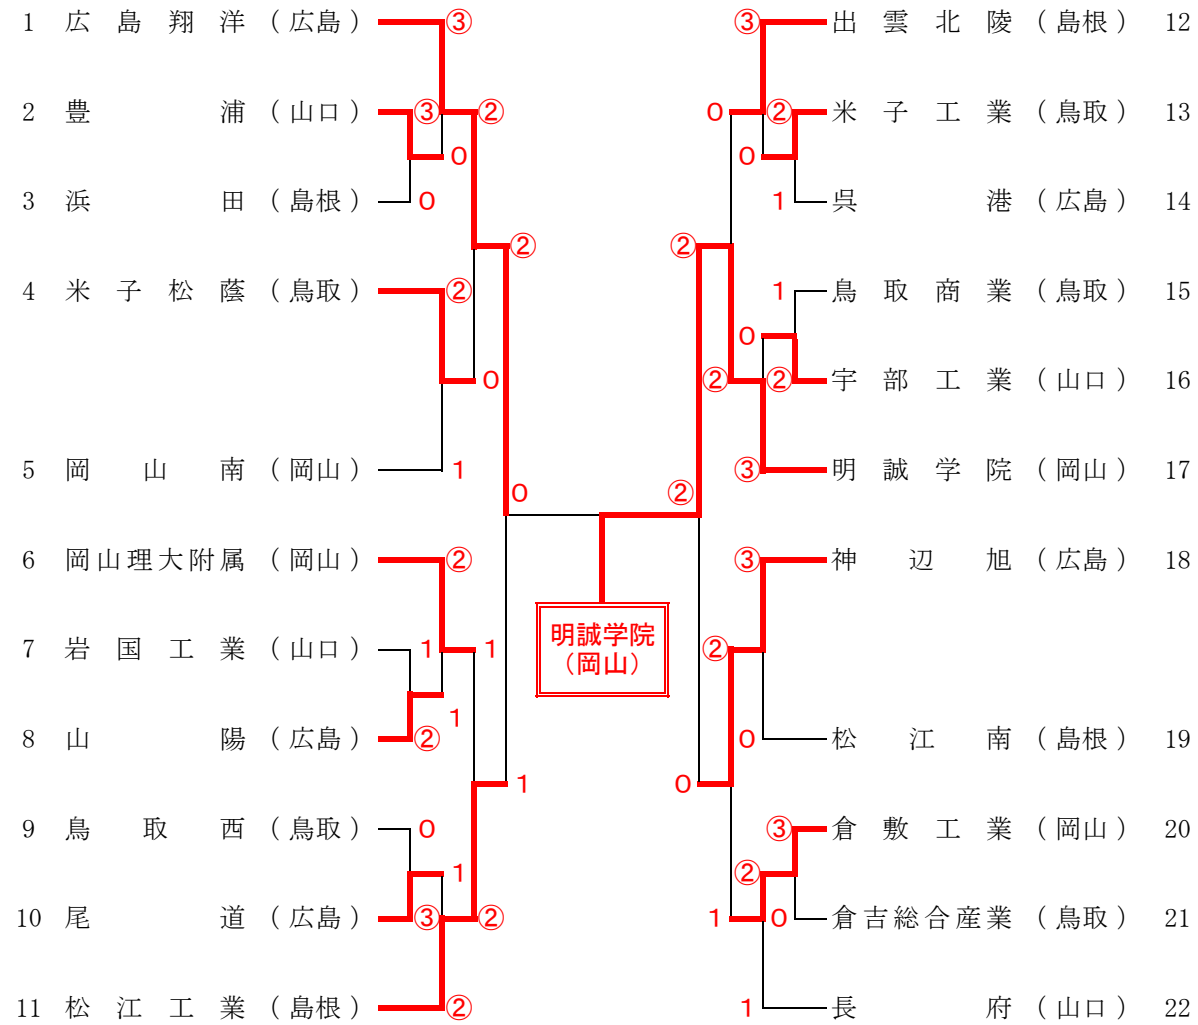 1 広島翔洋（広島） ③
③ 出雲北陵（島根） 12
2 豊浦（山口） ③ ②
0 ② 米子工業（鳥取） 13
0
0
3 浜田（島根） 0
1 呉港（広島） 14
②
②
4 米子松蔭（鳥取） ②
1 鳥取商業（鳥取） 15
0
0
② ② 宇部工業（山口） 16
5 岡山南（岡山） 1
③ 明誠学院（岡山） 17
0
②
6 岡山理大附属（岡山） ②
③ 神辺旭（広島） 18
明誠学院
（岡山）
7 岩国工業（山口） 1 1
②
1
8 山陽（広島） ②
0 松江南（島根） 19
1
0
9 鳥取西（鳥取） 0
③ 倉敷工業（岡山） 20
1
②
10 尾道（広島） ③ ②
1 0 倉吉総合産業（鳥取） 21
11 松江工業（島根） ②
1 長府（山口） 22